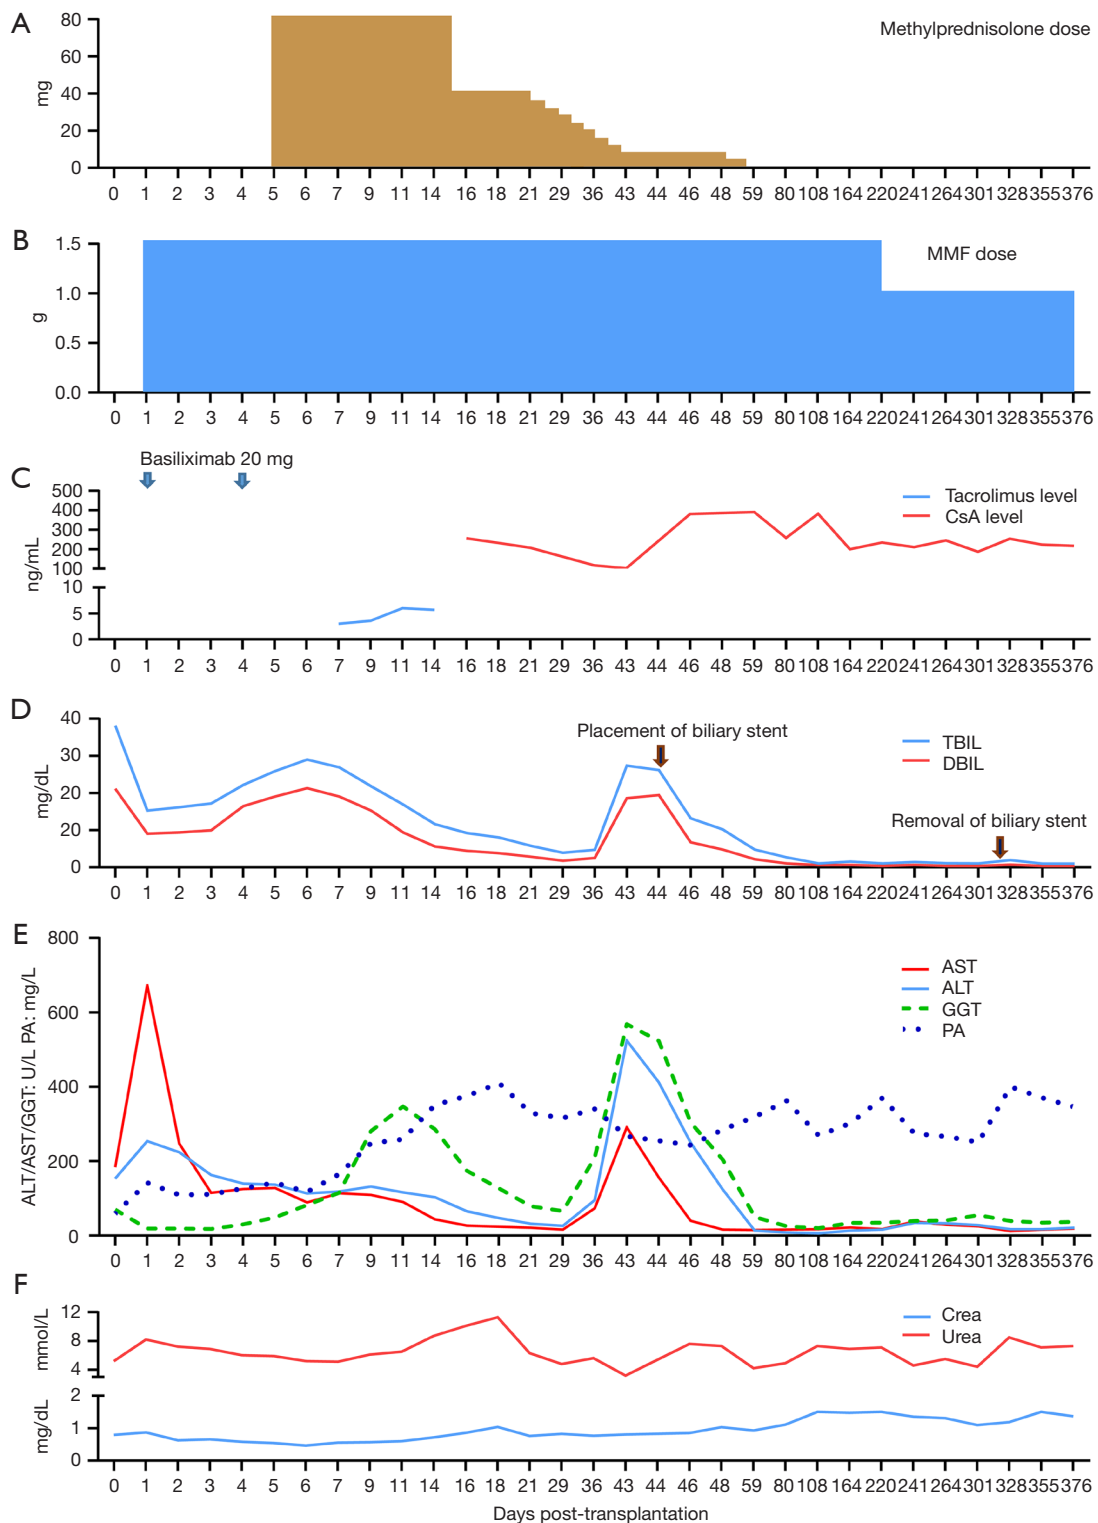 A
Methylprednisolone dose
mg
80
60
40
20
0
0 1 2 3 4 5 6 7 9 11 14 16 18 21 29 36 43 44 46 48 59 80 108 164 220 241 264 301 328 355 376
B
MMF dose
g
1.5
1.0
0.5
0.0
0 1 2 3 4 5 6 7 9 11 14 16 18 21 29 36 43 44 46 48 59 80 108 164 220 241 264 301 328 355 376
C
Basiliximab 20 mg
Tacrolimus level
CsA level
ng/mL
500
400
300
200
100
10
5
0
0 1 2 3 4 5 6 7 9 11 14 16 18 21 29 36 43 44 46 48 59 80 108 164 220 241 264 301 328 355 376
D
Placement of biliary stent
TBIL
DBIL
Removal of biliary stent
mg/dL
40
30
20
20
0
0 1 2 3 4 5 6 7 9 11 14 16 18 21 29 36 43 44 46 48 59 80 108 164 220 241 264 301 328 355 376
E
AST
ALT
GGT
PA
ALT/AST/GGT: U/L PA: mg/L
800
600
400
200
0
0 1 2 3 4 5 6 7 9 11 14 16 18 21 29 36 43 44 46 48 59 80 108 164 220 241 264 301 328 355 376
F
Crea
Urea
mmol/L
12
8
4
mg/dL
2
1
0
0 1 2 3 4 5 6 7 9 11 14 16 18 21 29 36 43 44 46 48 59 80 108 164 220 241 264 301 328 355 376
Days post-transplantation